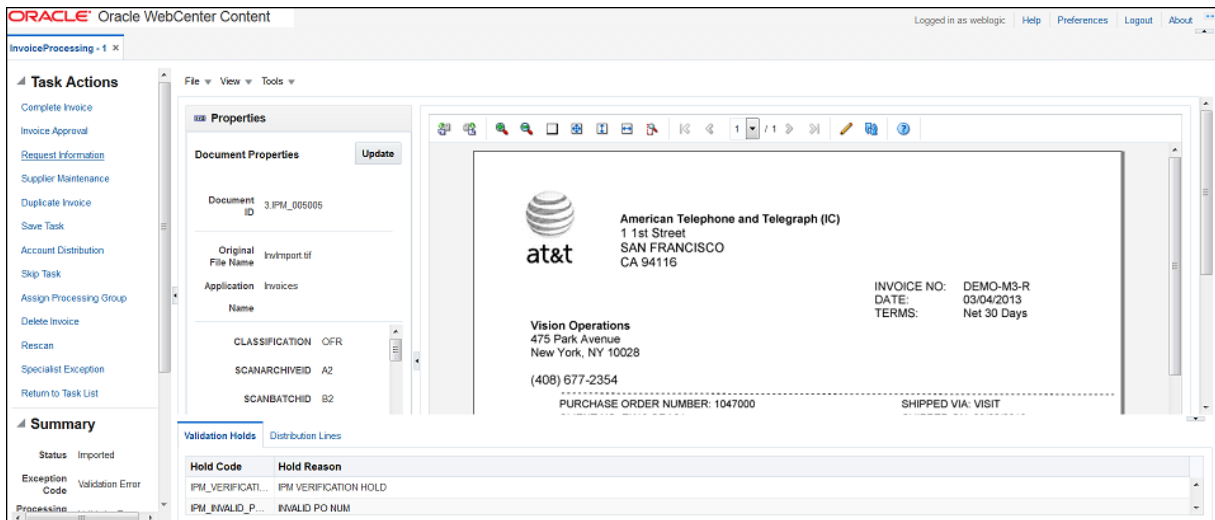 ORACLE® Oracle WebCenter Content
Logged in as weblogic Help Preferences Logout About
InvoiceProcessing - 1 ×
Task Actions
Complete Invoice
Invoice Approval
Request Information
Supplier Maintenance
Duplicate Invoice
Save Task
Account Distribution
Skip Task
Assign Processing Group
Delete Invoice
Rescan
Specialist Exception
Return to Task List
Summary
Status Imported
Exception Code Validation Error
Processing
File View Tools
Properties
Document Properties Update
Document ID 3.IPM_005005
Original File Name InvImport.tif
Application Name Invoices
CLASSIFICATION OFR
SCANARCHIVEID A2
SCANBATCHID B2
1 / 1
at&t
American Telephone and Telegraph (IC)
1 1st Street
SAN FRANCISCO
CA 94116
INVOICE NO: DEMO-M3-R
DATE: 03/04/2013
TERMS: Net 30 Days
Vision Operations
475 Park Avenue
New York, NY 10028
(408) 677-2354
PURCHASE ORDER NUMBER: 1047000 SHIPPED VIA: VISIT
Validation Holds Distribution Lines
Hold Code Hold Reason
IPM_VERIFICATI... IPM VERIFICATION HOLD
IPM_INVALID_P... INVALID PO NUM